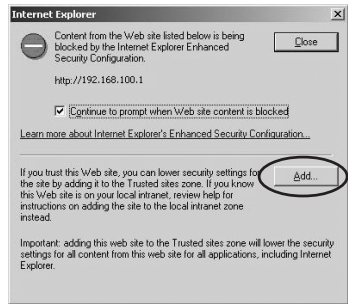 Internet Explorer
Content from the Web site listed below is being
blocked by the Internet Explorer Enhanced
Security Configuration.
Close
http://192.168.100.1
Continue to prompt when Web site content is blocked
Learn more about Internet Explorer's Enhanced Security Configuration...
If you trust this Web site, you can lower security settings for
the site by adding it to the Trusted sites zone. If you know
this Web site is on your local intranet, review help for
instructions on adding the site to the local intranet zone
instead.
Add...
Important: adding this web site to the Trusted sites zone will lower the security
settings for all content from this web site for all applications, including Internet
Explorer.